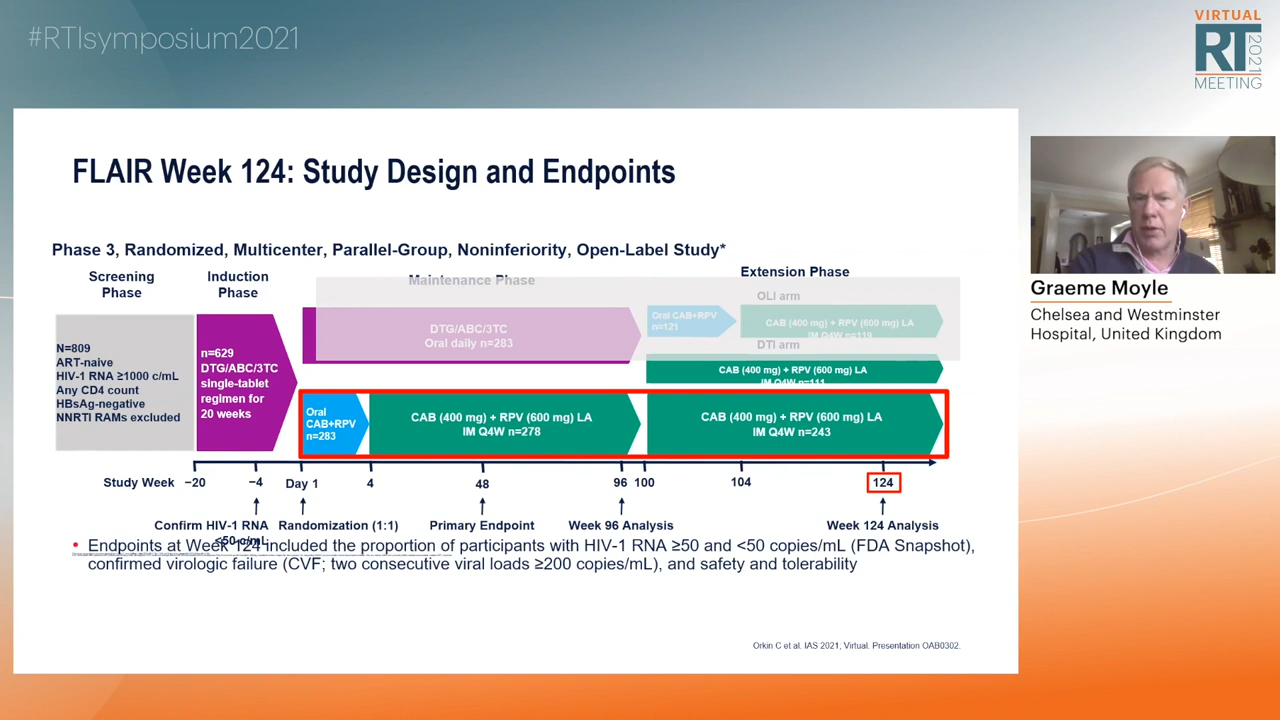 #RTIsymposium2021
VIRTUAL
RT
2021
MEETING
FLAIR Week 124: Study Design and Endpoints
Phase 3, Randomized, Multicenter, Parallel-Group, Noninferiority, Open-Label Study*
Screening
Phase
Induction
Phase
Maintenance Phase
Extension Phase
N=809
ART-naive
HIV-1 RNA ≥1000 c/mL
Any CD4 count
HBsAg-negative
NNRTI RAMs excluded
n=629
DTG/ABC/3TC
single-tablet
regimen for
20 weeks
DTG/ABC/3TC
Oral daily n=283
OLI arm
Oral CAB+RPV
n=121
CAB (400 mg) + RPV (600 mg) LA
IM Q4W n=119
DTI arm
CAB (400 mg) + RPV (600 mg) LA
IM Q4W n=111
Oral
CAB+RPV
n=283
CAB (400 mg) + RPV (600 mg) LA
IM Q4W n=278
CAB (400 mg) + RPV (600 mg) LA
IM Q4W n=243
Study Week −20 −4 Day 1 4 48 96 100 104 124
Confirm HIV-1 RNA
<50 c/mL
Randomization (1:1)
Primary Endpoint
Week 96 Analysis
Week 124 Analysis
• Endpoints at Week 124 included the proportion of participants with HIV-1 RNA ≥50 and <50 copies/mL (FDA Snapshot),
confirmed virologic failure (CVF; two consecutive viral loads ≥200 copies/mL), and safety and tolerability
Orkin C et al. IAS 2021, Virtual. Presentation OAB0302.
Graeme Moyle
Chelsea and Westminster
Hospital, United Kingdom